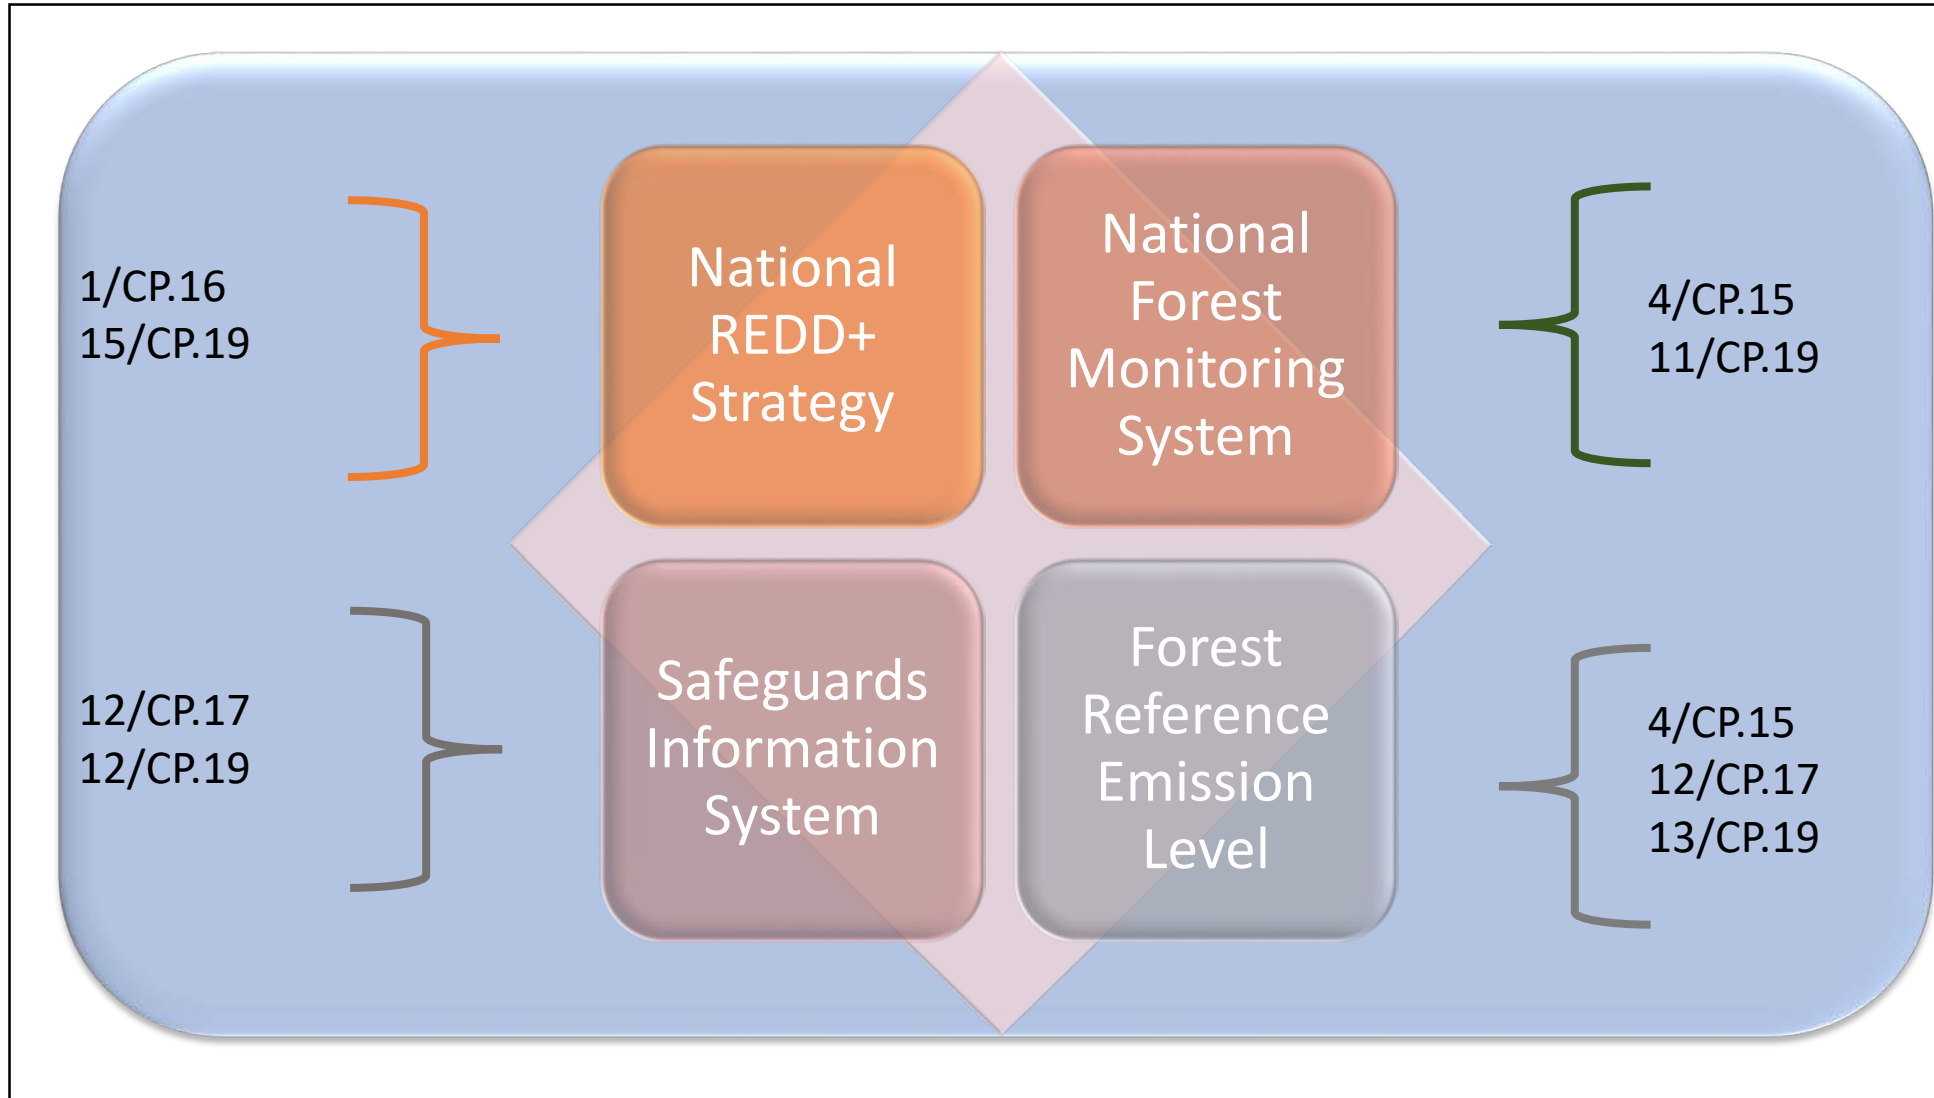 1/CP.16
15/CP.19
National
REDD+
Strategy
National
Forest
Monitoring
System
4/CP.15
11/CP.19
12/CP.17
12/CP.19
Safeguards
Information
System
Forest
Reference
Emission
Level
4/CP.15
12/CP.17
13/CP.19